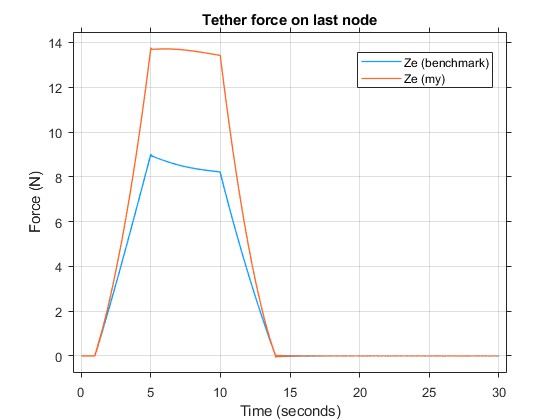 Tether force on last node
Ze (benchmark)
Ze (my)
Force (N)
14
12
10
8
6
4
2
0
0 5 10 15 20 25 30
Time (seconds)